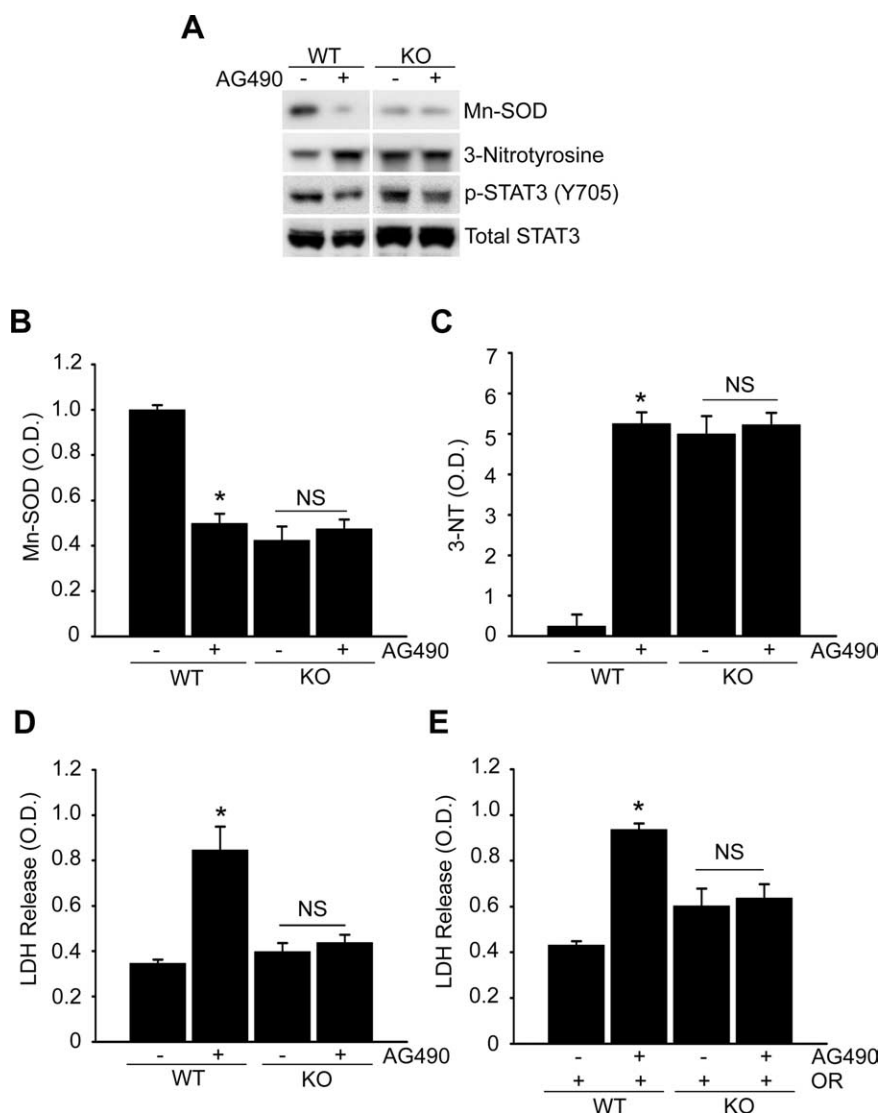 A
WT KO
AG490 - + - +
Mn-SOD
3-Nitrotyrosine
p-STAT3 (Y705)
Total STAT3
B
Mn-SOD (O.D.)
1.2
1.0
0.8
0.6
0.4
0.2
0
*
NS
- + - + AG490
WT KO
C
3-NT (O.D.)
7
6
5
4
3
2
1
0
*
NS
- + - + AG490
WT KO
D
LDH Release (O.D.)
1.2
1.0
0.8
0.6
0.4
0.2
0
*
NS
- + - + AG490
WT KO
E
LDH Release (O.D.)
1.2
1.0
0.8
0.6
0.4
0.2
0
*
NS
- + - + AG490
+ + + + OR
WT KO